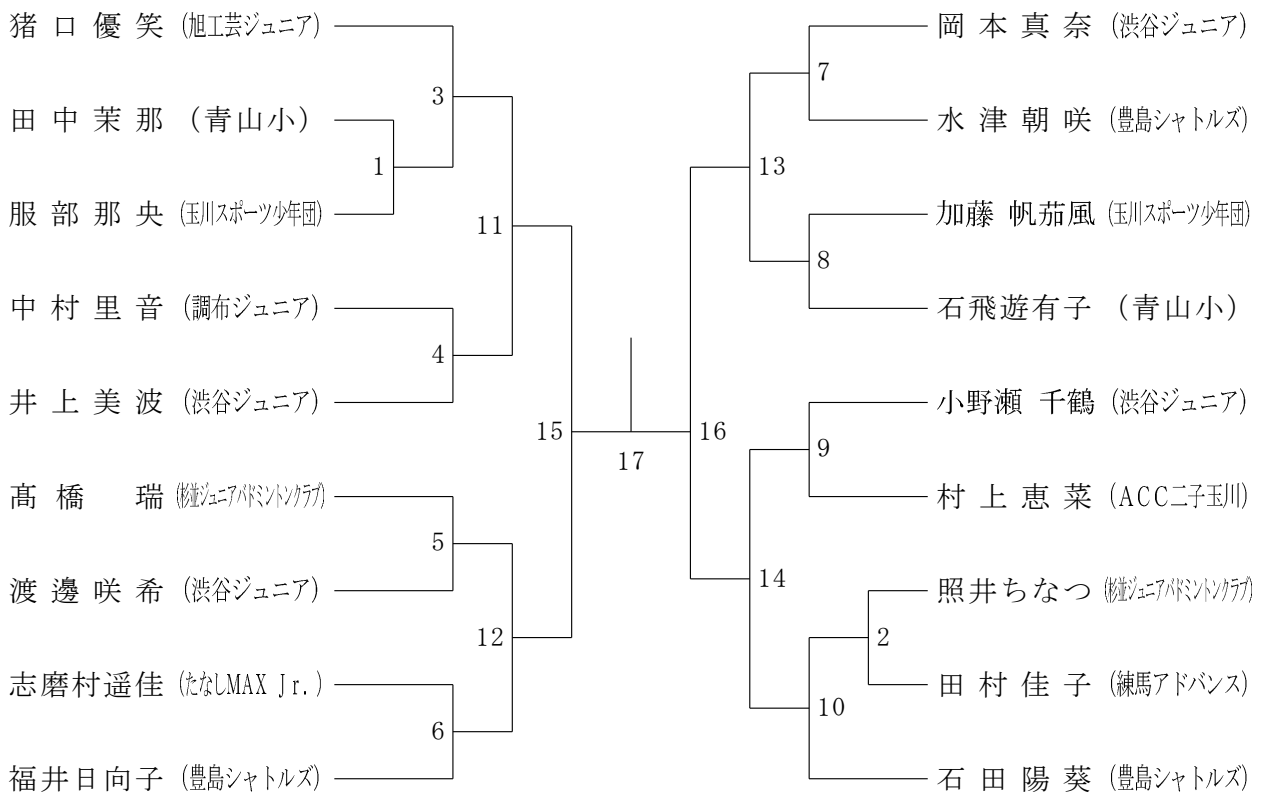 猪口優笑 (旭工芸ジュニア)
3
田中茉那 (青山小)
1
服部那央 (玉川スポーツ少年団)
11
中村里音 (調布ジュニア)
4
井上美波 (渋谷ジュニア)
15
髙橋 瑞 (杉並ジュニアバドミントンクラブ)
5
渡邊咲希 (渋谷ジュニア)
12
志磨村遥佳 (たなしMAX Jr.)
6
福井日向子 (豊島シャトルズ)
17
岡本真奈 (渋谷ジュニア)
7
水津朝咲 (豊島シャトルズ)
13
加藤 帆茄風 (玉川スポーツ少年団)
8
石飛遊有子 (青山小)
16
小野瀬 千鶴 (渋谷ジュニア)
9
村上恵菜 (ACC二子玉川)
14
照井ちなつ (杉並ジュニアバドミントンクラブ)
2
田村佳子 (練馬アドバンス)
10
石田陽葵 (豊島シャトルズ)